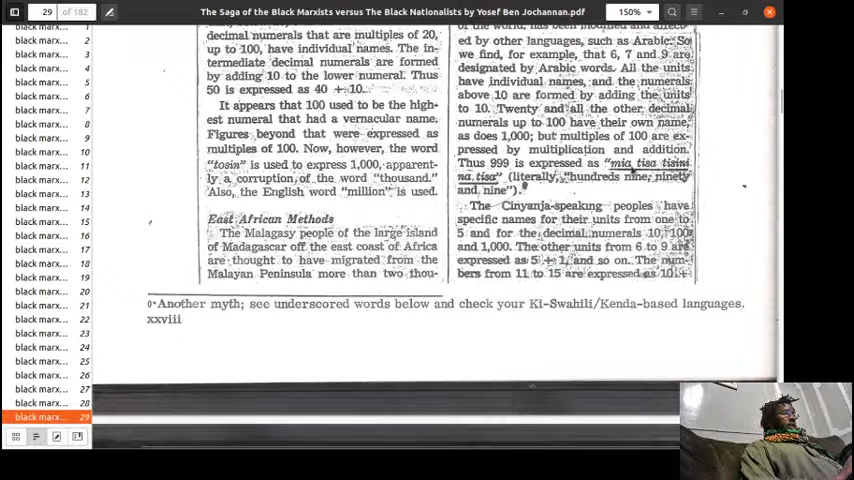 29 of 182
The Saga of the Black Marxists versus The Black Nationalists by Yosef Ben Jochannan.pdf
150%
black marx... 2
black marx... 3
black marx... 4
black marx... 5
black marx... 6
black marx... 7
black marx... 8
black marx... 9
black marx... 10
black marx... 11
black marx... 12
black marx... 13
black marx... 14
black marx... 15
black marx... 16
black marx... 17
black marx... 18
black marx... 19
black marx... 20
black marx... 21
black marx... 22
black marx... 23
black marx... 24
black marx... 25
black marx... 26
black marx... 27
black marx... 28
black marx... 29
decimal numerals that are multiples of 20,
up to 100, have individual names. The in-
termediate decimal numerals are formed
by adding 10 to the lower numeral. Thus
50 is expressed as 40 + 10.
It appears that 100 used to be the high-
est numeral that had a vernacular name.
Figures beyond that were expressed as
multiples of 100. Now, however, the word
"tosin" is used to express 1,000, apparent-
ly a corruption of the word "thousand."
Also, the English word "million" is used.
East African Methods
The Malagasy people of the large island
of Madagascar off the east coast of Africa
are thought to have migrated from the
Malayan Peninsula more than two thou-
of the world, has been modified and affect-
ed by other languages, such as Arabic. So
we find, for example, that 6, 7 and 9 are
designated by Arabic words. All the units
have individual names, and the numerals
above 10 are formed by adding the units
to 10. Twenty and all the other decimal
numerals up to 100 have their own name,
as does 1,000; but multiples of 100 are ex-
pressed by multiplication and addition.
Thus 999 is expressed as "mia tisa tisini
na tisa" (literally, "hundreds nine, ninety
and nine").
The Cinyanja-speaking peoples have
specific names for their units from one to
5 and for the decimal numerals 10, 100
and 1,000. The other units from 6 to 9 are
expressed as 5 + 1, and so on. The num-
bers from 11 to 15 are expressed as 10 +
Another myth; see underscored words below and check your Ki-Swahili/Kenda-based languages.
xxviii